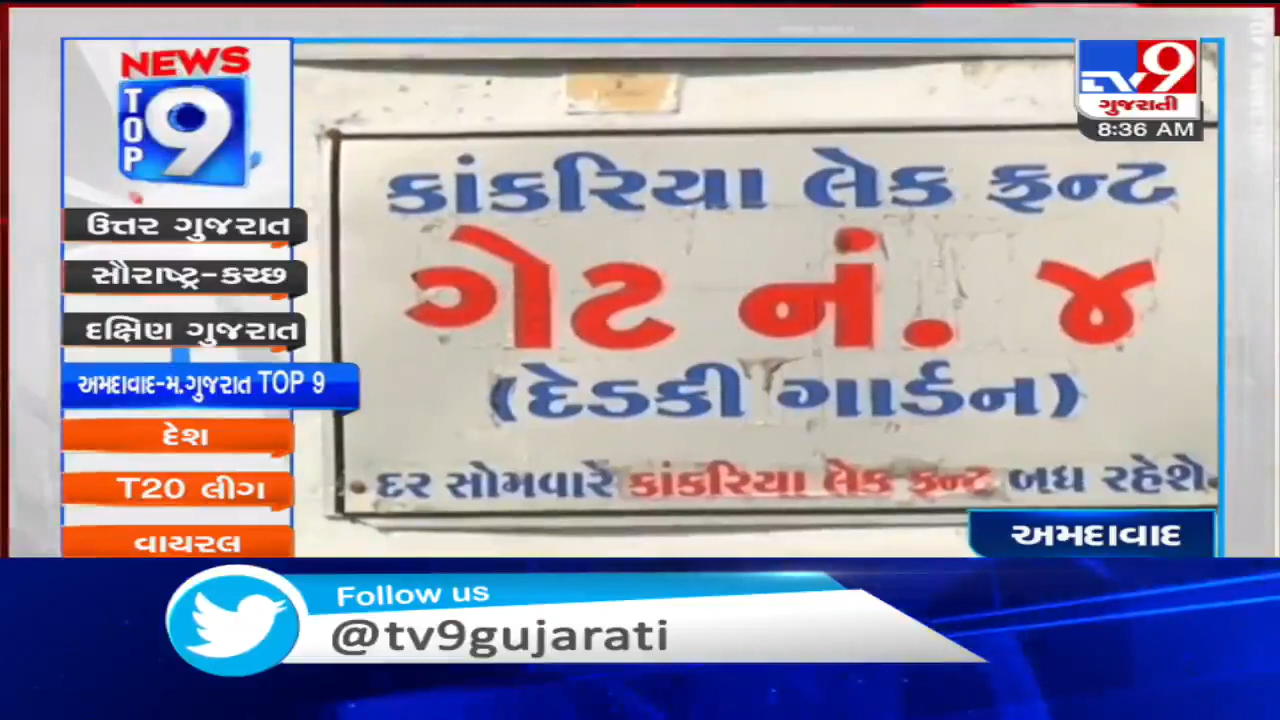 NEWS
TOP
9
ઉત્તર ગુજરાત
સૌરાષ્ટ્ર-કચ્છ
દક્ષિણ ગુજરાત
અમદાવાદ-મ.ગુજરાત TOP 9
દેશ
T20 લીગ
વાયરલ
TV9
ગુજરાતી
8:36 AM
કાંકરિયા લેક ફ્રન્ટ
ગેટ નં. ૪
(દેડકી ગાર્ડન)
• દર સોમવારે કાંકરિયા લેક ફ્રન્ટ બંધ રહેશે.
અમદાવાદ
Follow us
@tv9gujarati